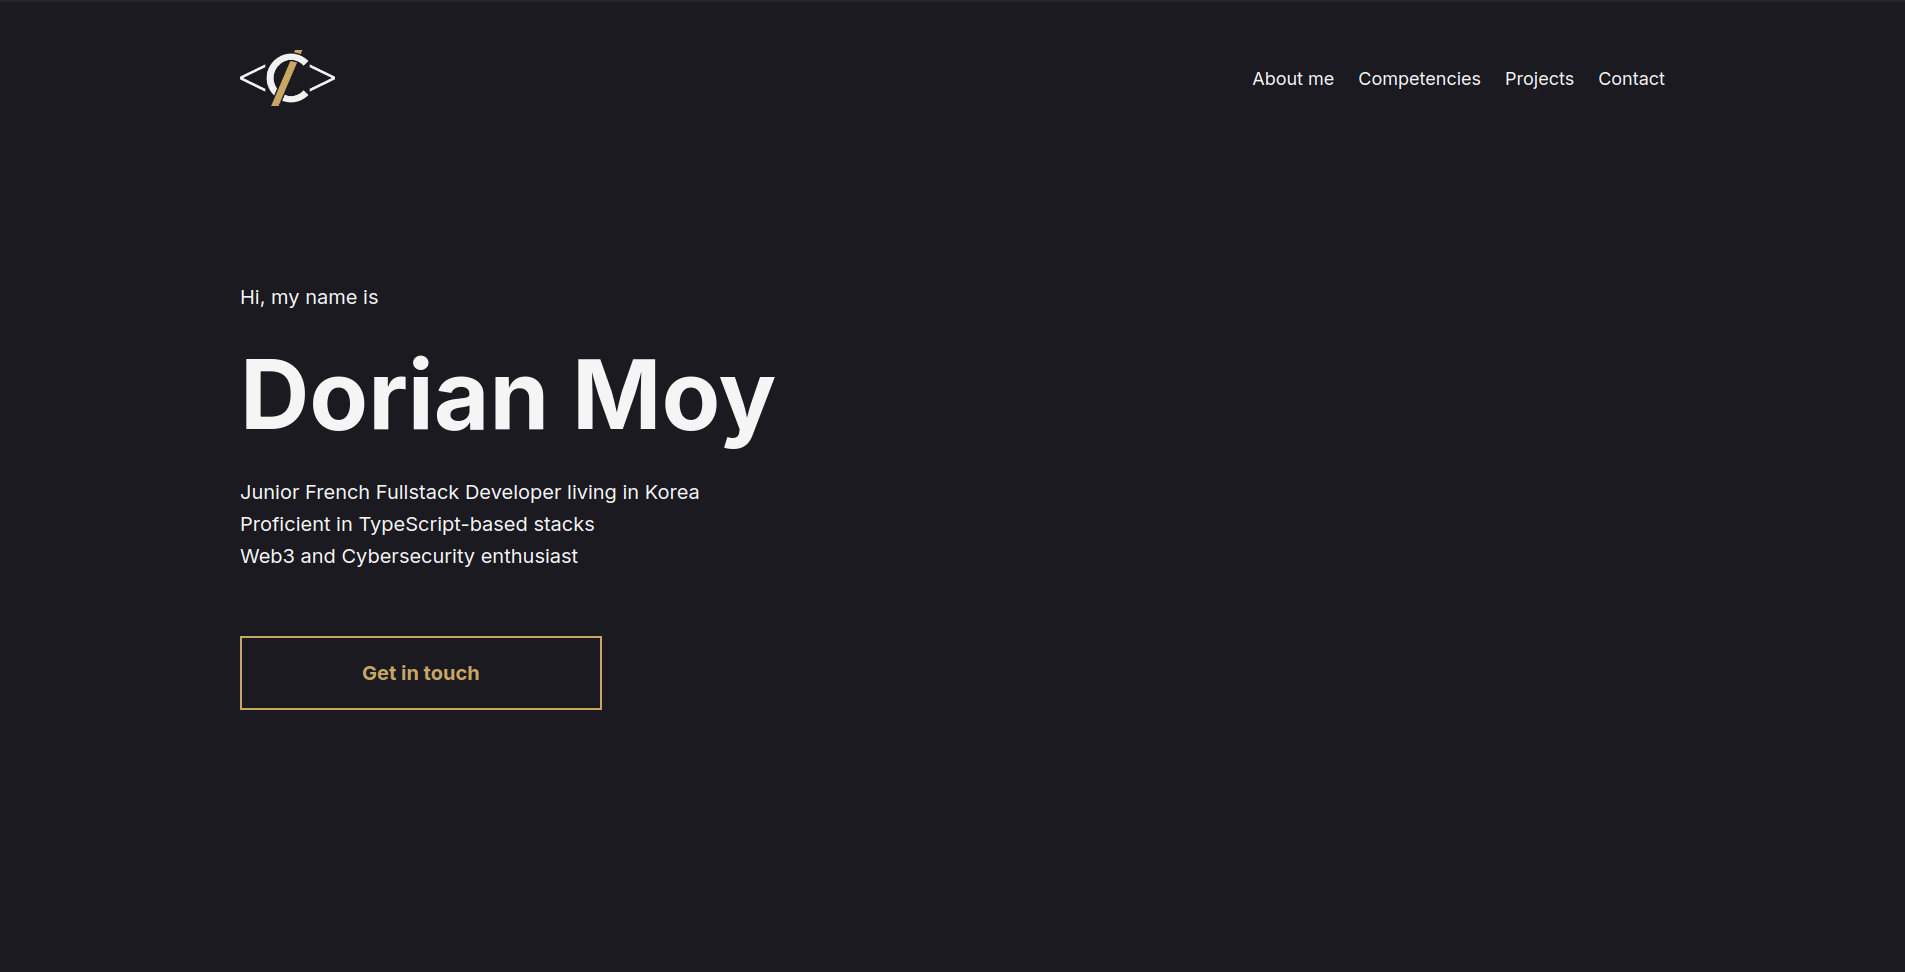 About me Competencies Projects Contact
Hi, my name is
Dorian Moy
Junior French Fullstack Developer living in Korea
Proficient in TypeScript-based stacks
Web3 and Cybersecurity enthusiast
Get in touch